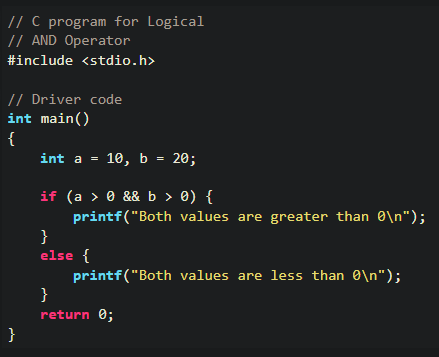 // C program for Logical
// AND Operator
#include <stdio.h>
// Driver code
int main()
{
    int a = 10, b = 20;
    if (a > 0 && b > 0) {
        printf("Both values are greater than 0\n");
    }
    else {
        printf("Both values are less than 0\n");
    }
    return 0;
}